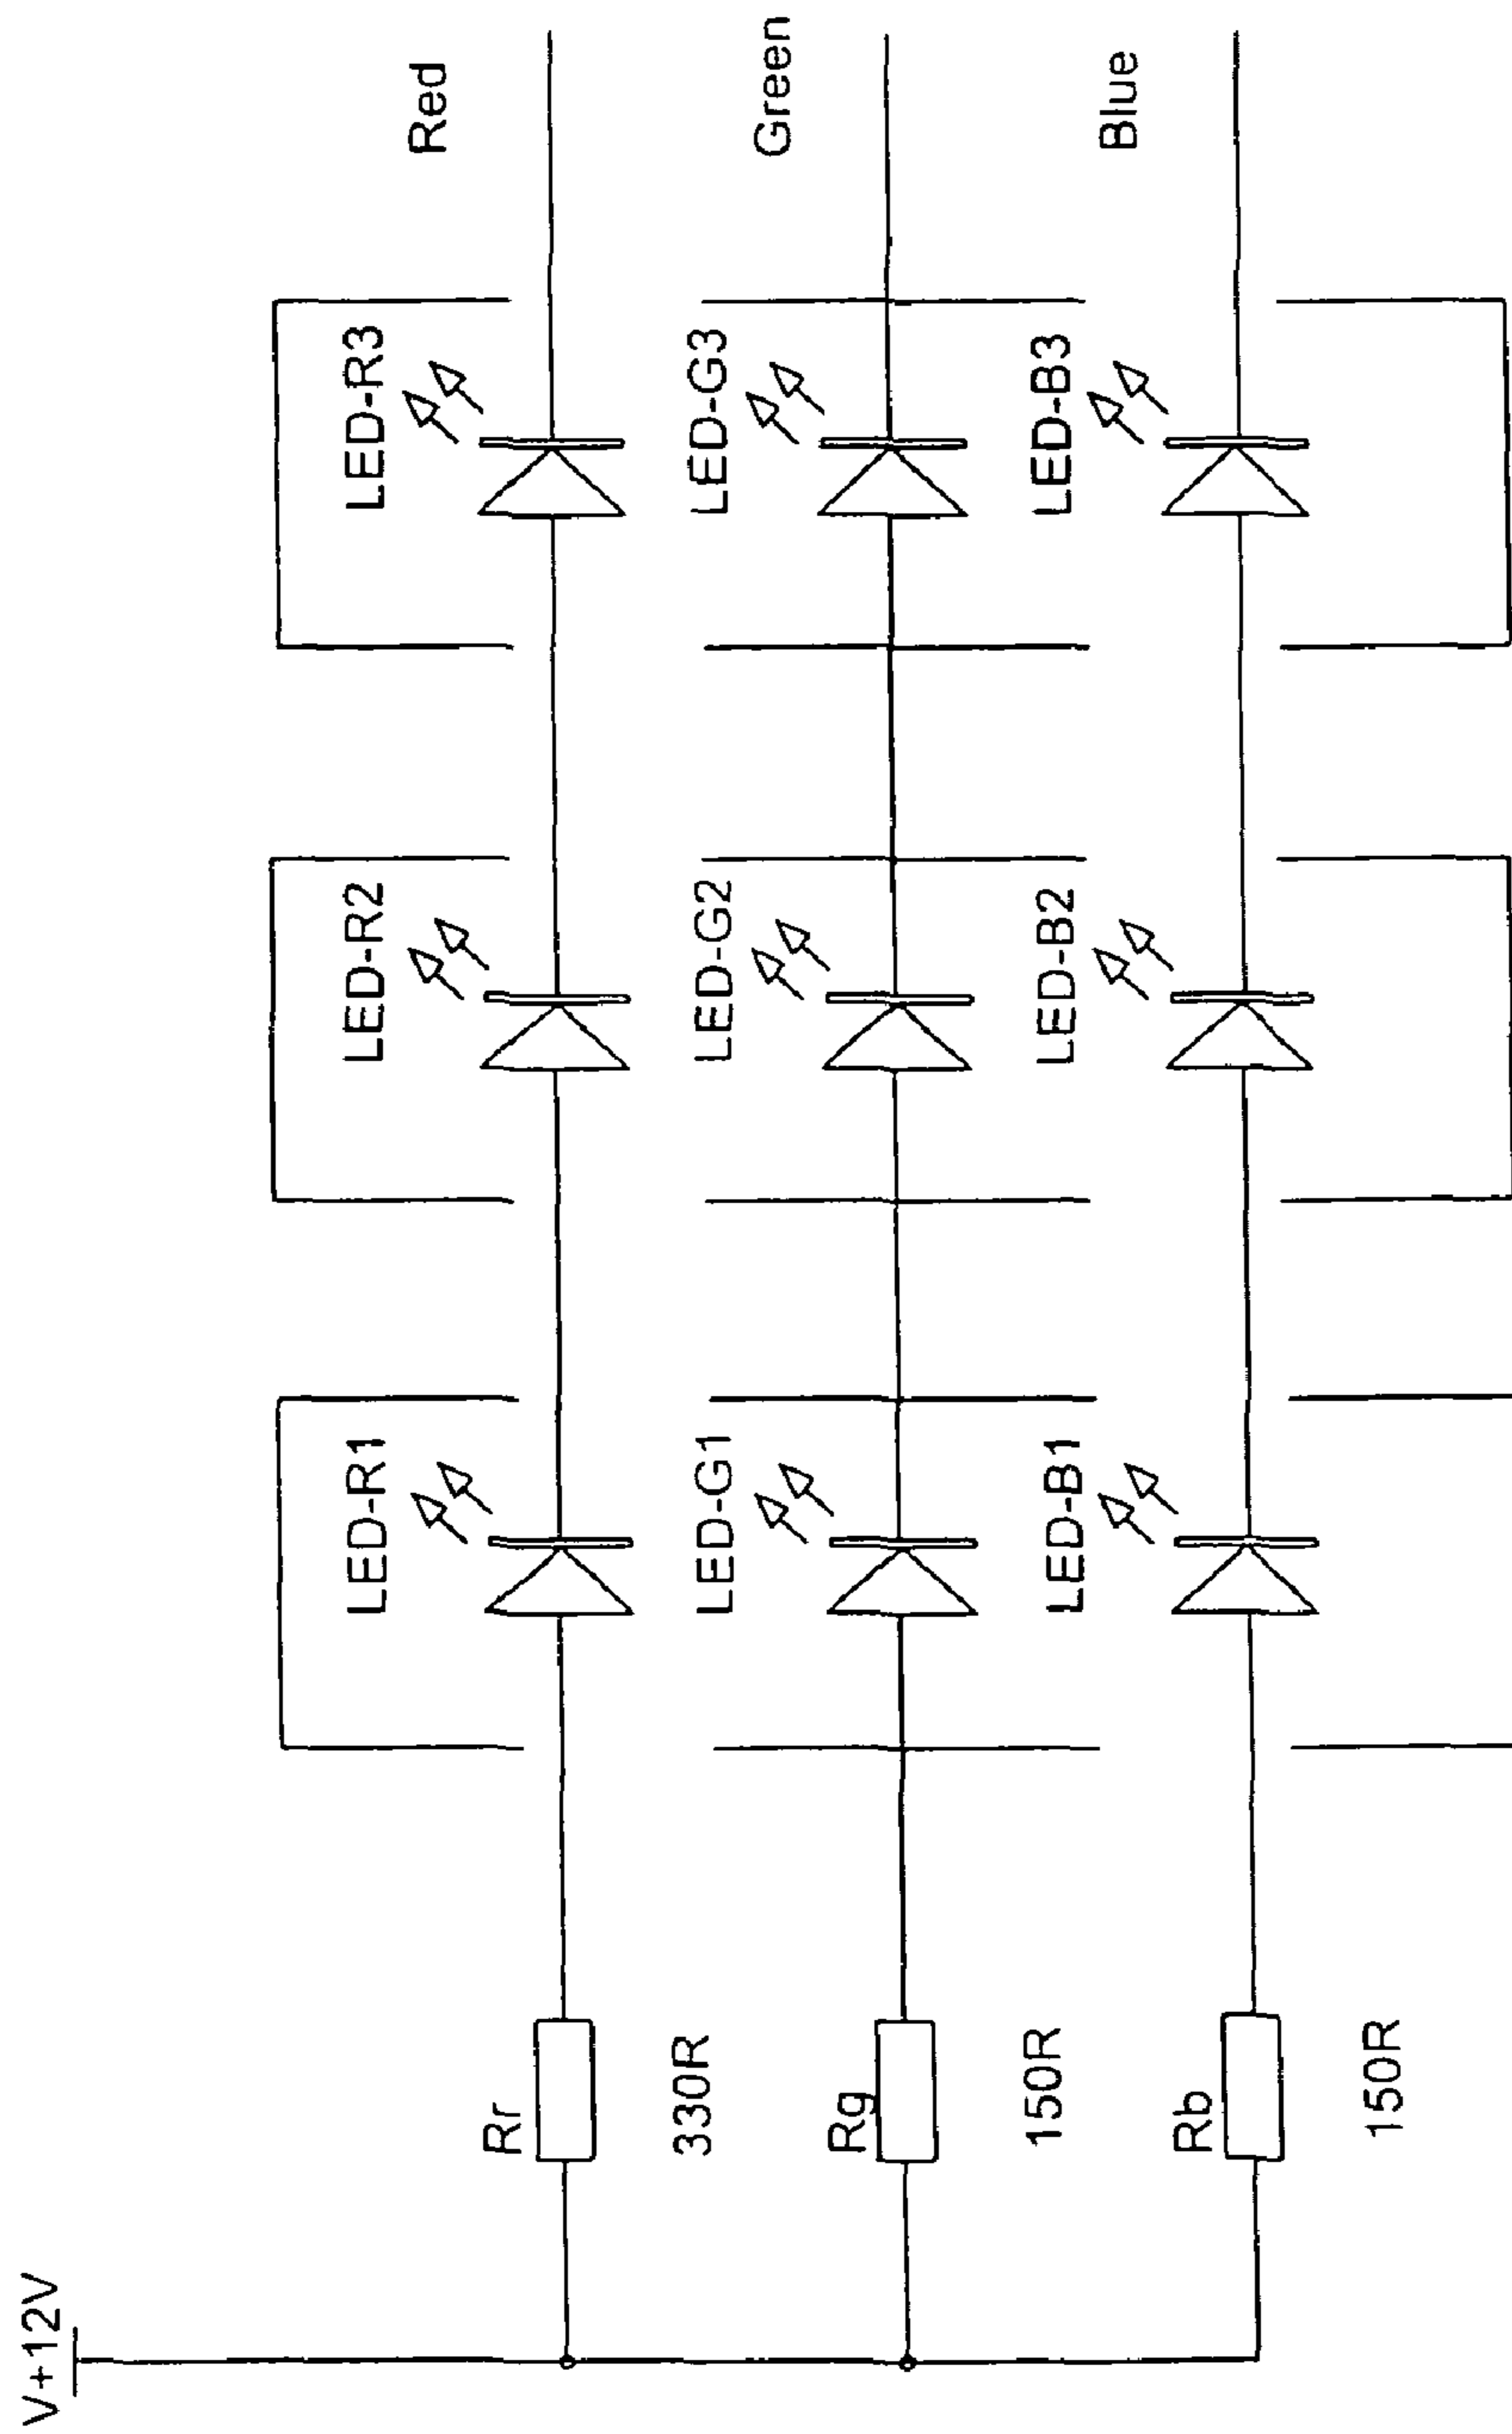 V+12V
Rr
330R
LED-R1
LED-R2
LED-R3
Red
Rg
150R
LED-G1
LED-G2
LED-G3
Green
Rb
150R
LED-B1
LED-B2
LED-B3
Blue